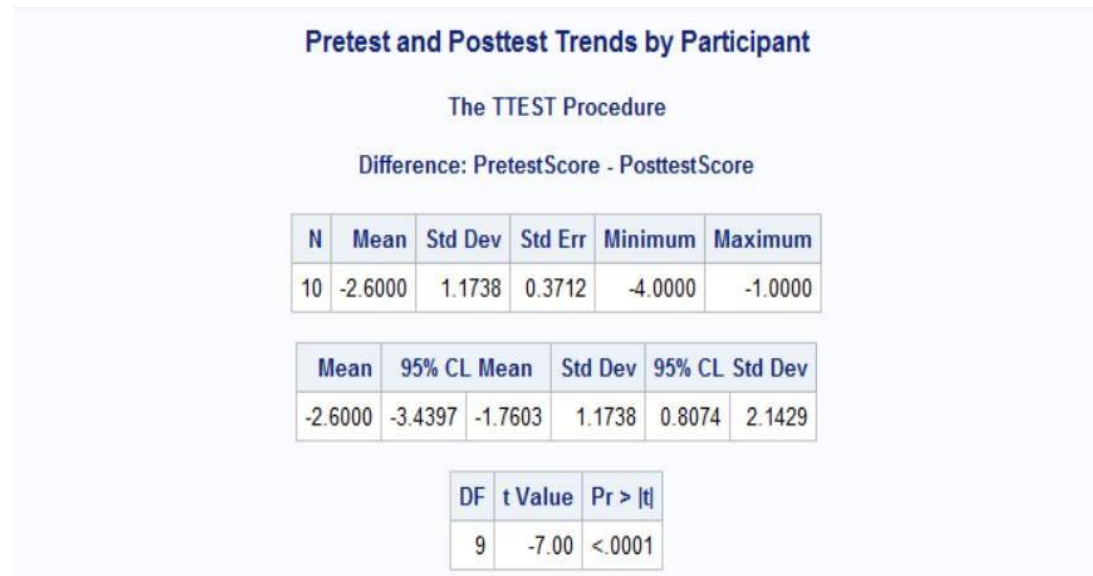 Pretest and Posttest Trends by Participant
The TTEST Procedure
Difference: PretestScore - PosttestScore
N Mean Std Dev Std Err Minimum Maximum
10 -2.6000 1.1738 0.3712 -4.0000 -1.0000
Mean 95% CL Mean Std Dev 95% CL Std Dev
-2.6000 -3.4397 -1.7603 1.1738 0.8074 2.1429
DF t Value Pr > |t|
9 -7.00 <.0001